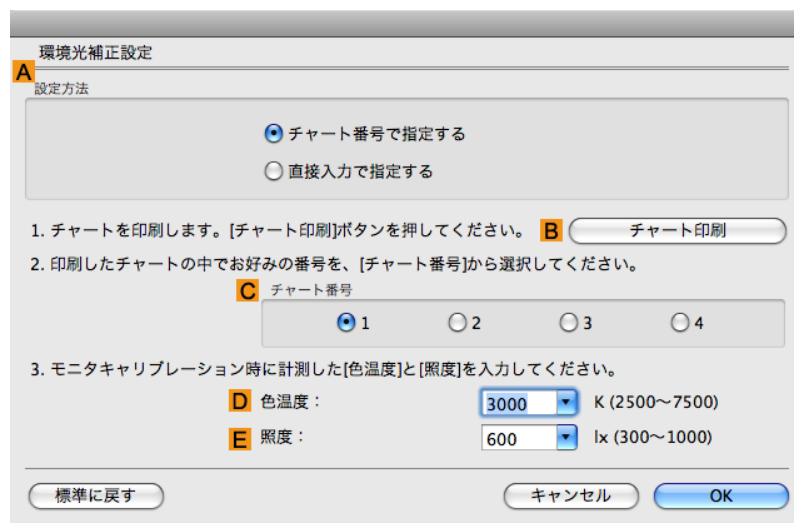 環境光補正設定
A
設定方法
チャート番号で指定する
直接入力で指定する
1. チャートを印刷します。[チャート印刷]ボタンを押してください。 B チャート印刷
2. 印刷したチャートの中でお好みの番号を、[チャート番号]から選択してください。
C チャート番号
1 2 3 4
3. モニタキャリブレーション時に計測した[色温度]と[照度]を入力してください。
D 色温度： 3000 K (2500～7500)
E 照度： 600 lx (300～1000)
標準に戻す キャンセル OK